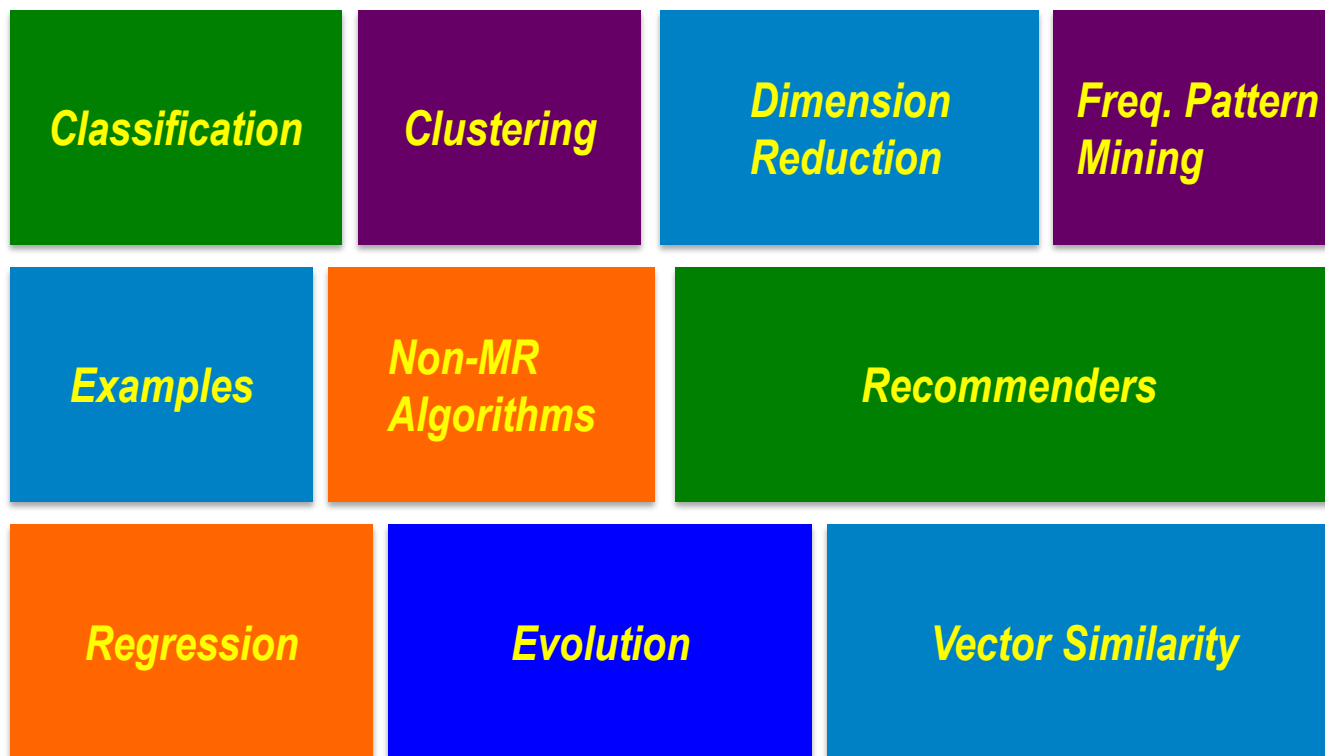 Classification
Clustering
Dimension
Reduction
Freq. Pattern
Mining
Examples
Non-MR
Algorithms
Recommenders
Regression
Evolution
Vector Similarity